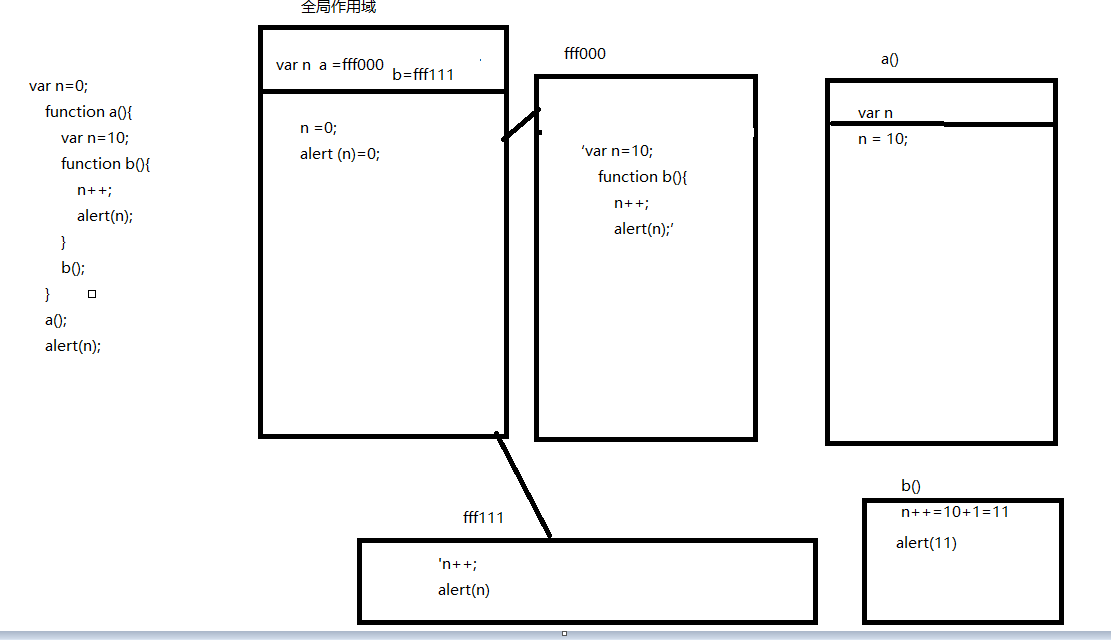 全局作用域
var n=0;
function a(){
var n=10;
function b(){
n++;
alert(n);
}
b();
}
a();
alert(n);
var n a =fff000
b=fff111
n =0;
alert (n)=0;
fff000
‘var n=10;
function b(){
n++;
alert(n);’
a()
var n
n = 10;
fff111
'n++;
alert(n)
b()
n++=10+1=11
alert(11)